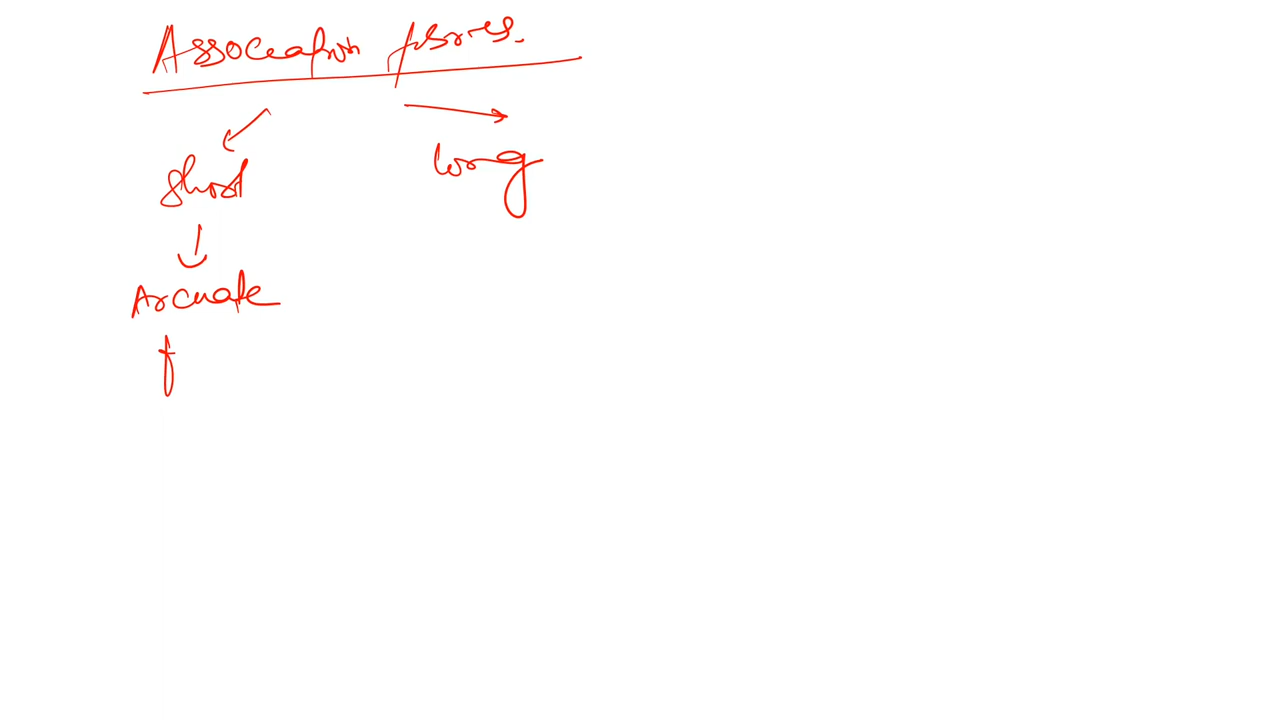 Association fibres.
Short
long
Arcuate
f